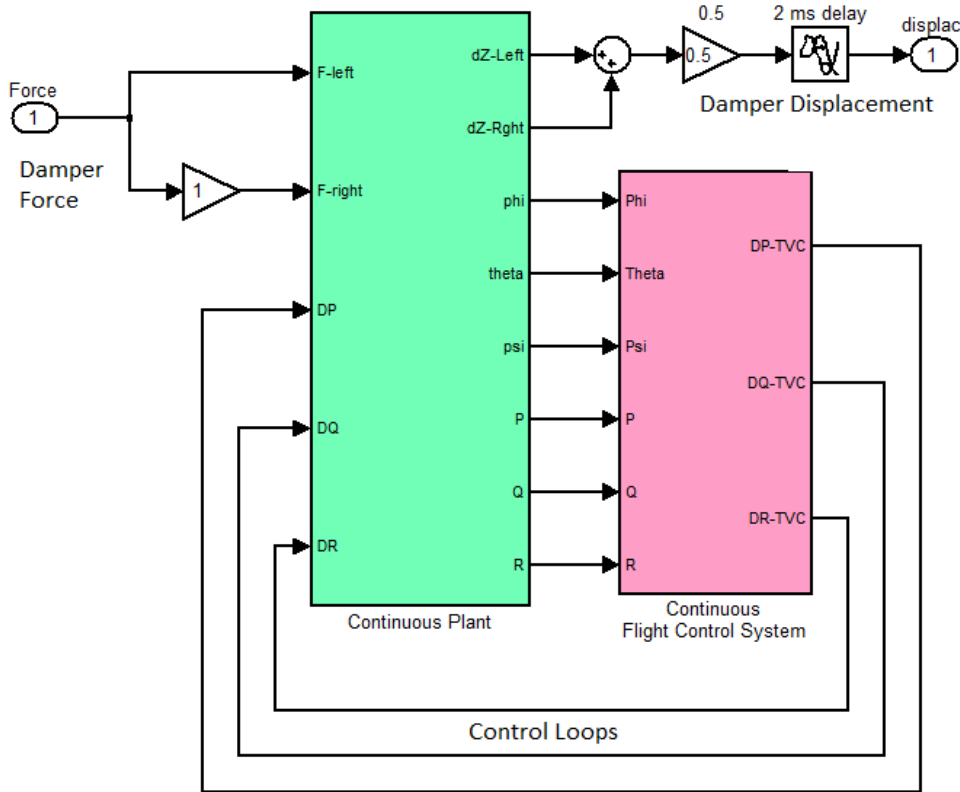 0.5
2 ms delay
displac
dZ-Left
0.5
1
F-left
Damper Displacement
Force
1
dZ-Rght
Damper
Force
1
F-right
phi
Phi
DP-TVC
theta
Theta
DP
psi
Psi
DQ-TVC
DQ
P
P
Q
Q
DR-TVC
DR
R
R
Continuous Plant
Continuous
Flight Control System
Control Loops